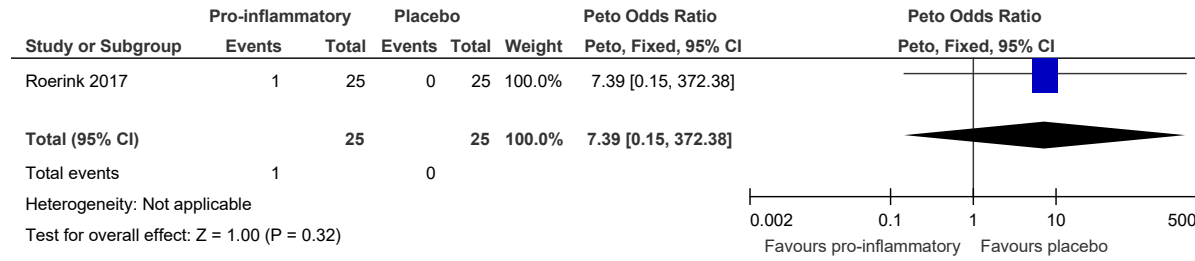 Pro-inflammatory Placebo Peto Odds Ratio Peto Odds Ratio
Study or Subgroup Events Total Events Total Weight Peto, Fixed, 95% CI Peto, Fixed, 95% CI
Roerink 2017 1 25 0 25 100.0% 7.39 [0.15, 372.38]
Total (95% CI) 25 25 100.0% 7.39 [0.15, 372.38]
Total events 1 0
Heterogeneity: Not applicable
Test for overall effect: Z = 1.00 (P = 0.32)
0.002 0.1 1 10 500
Favours pro-inflammatory Favours placebo